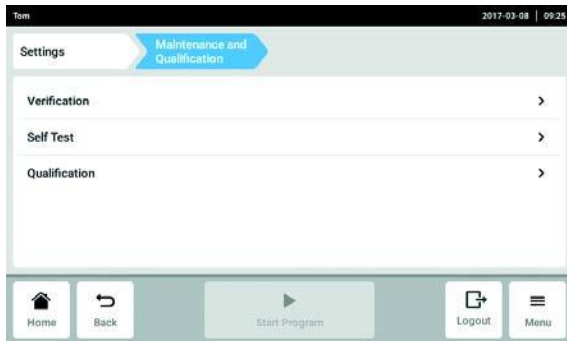 Tom 2017-03-08 | 09:25
Settings
Maintenance and
Qualification
Verification
Self Test
Qualification
Home Back Start Program Logout Menu